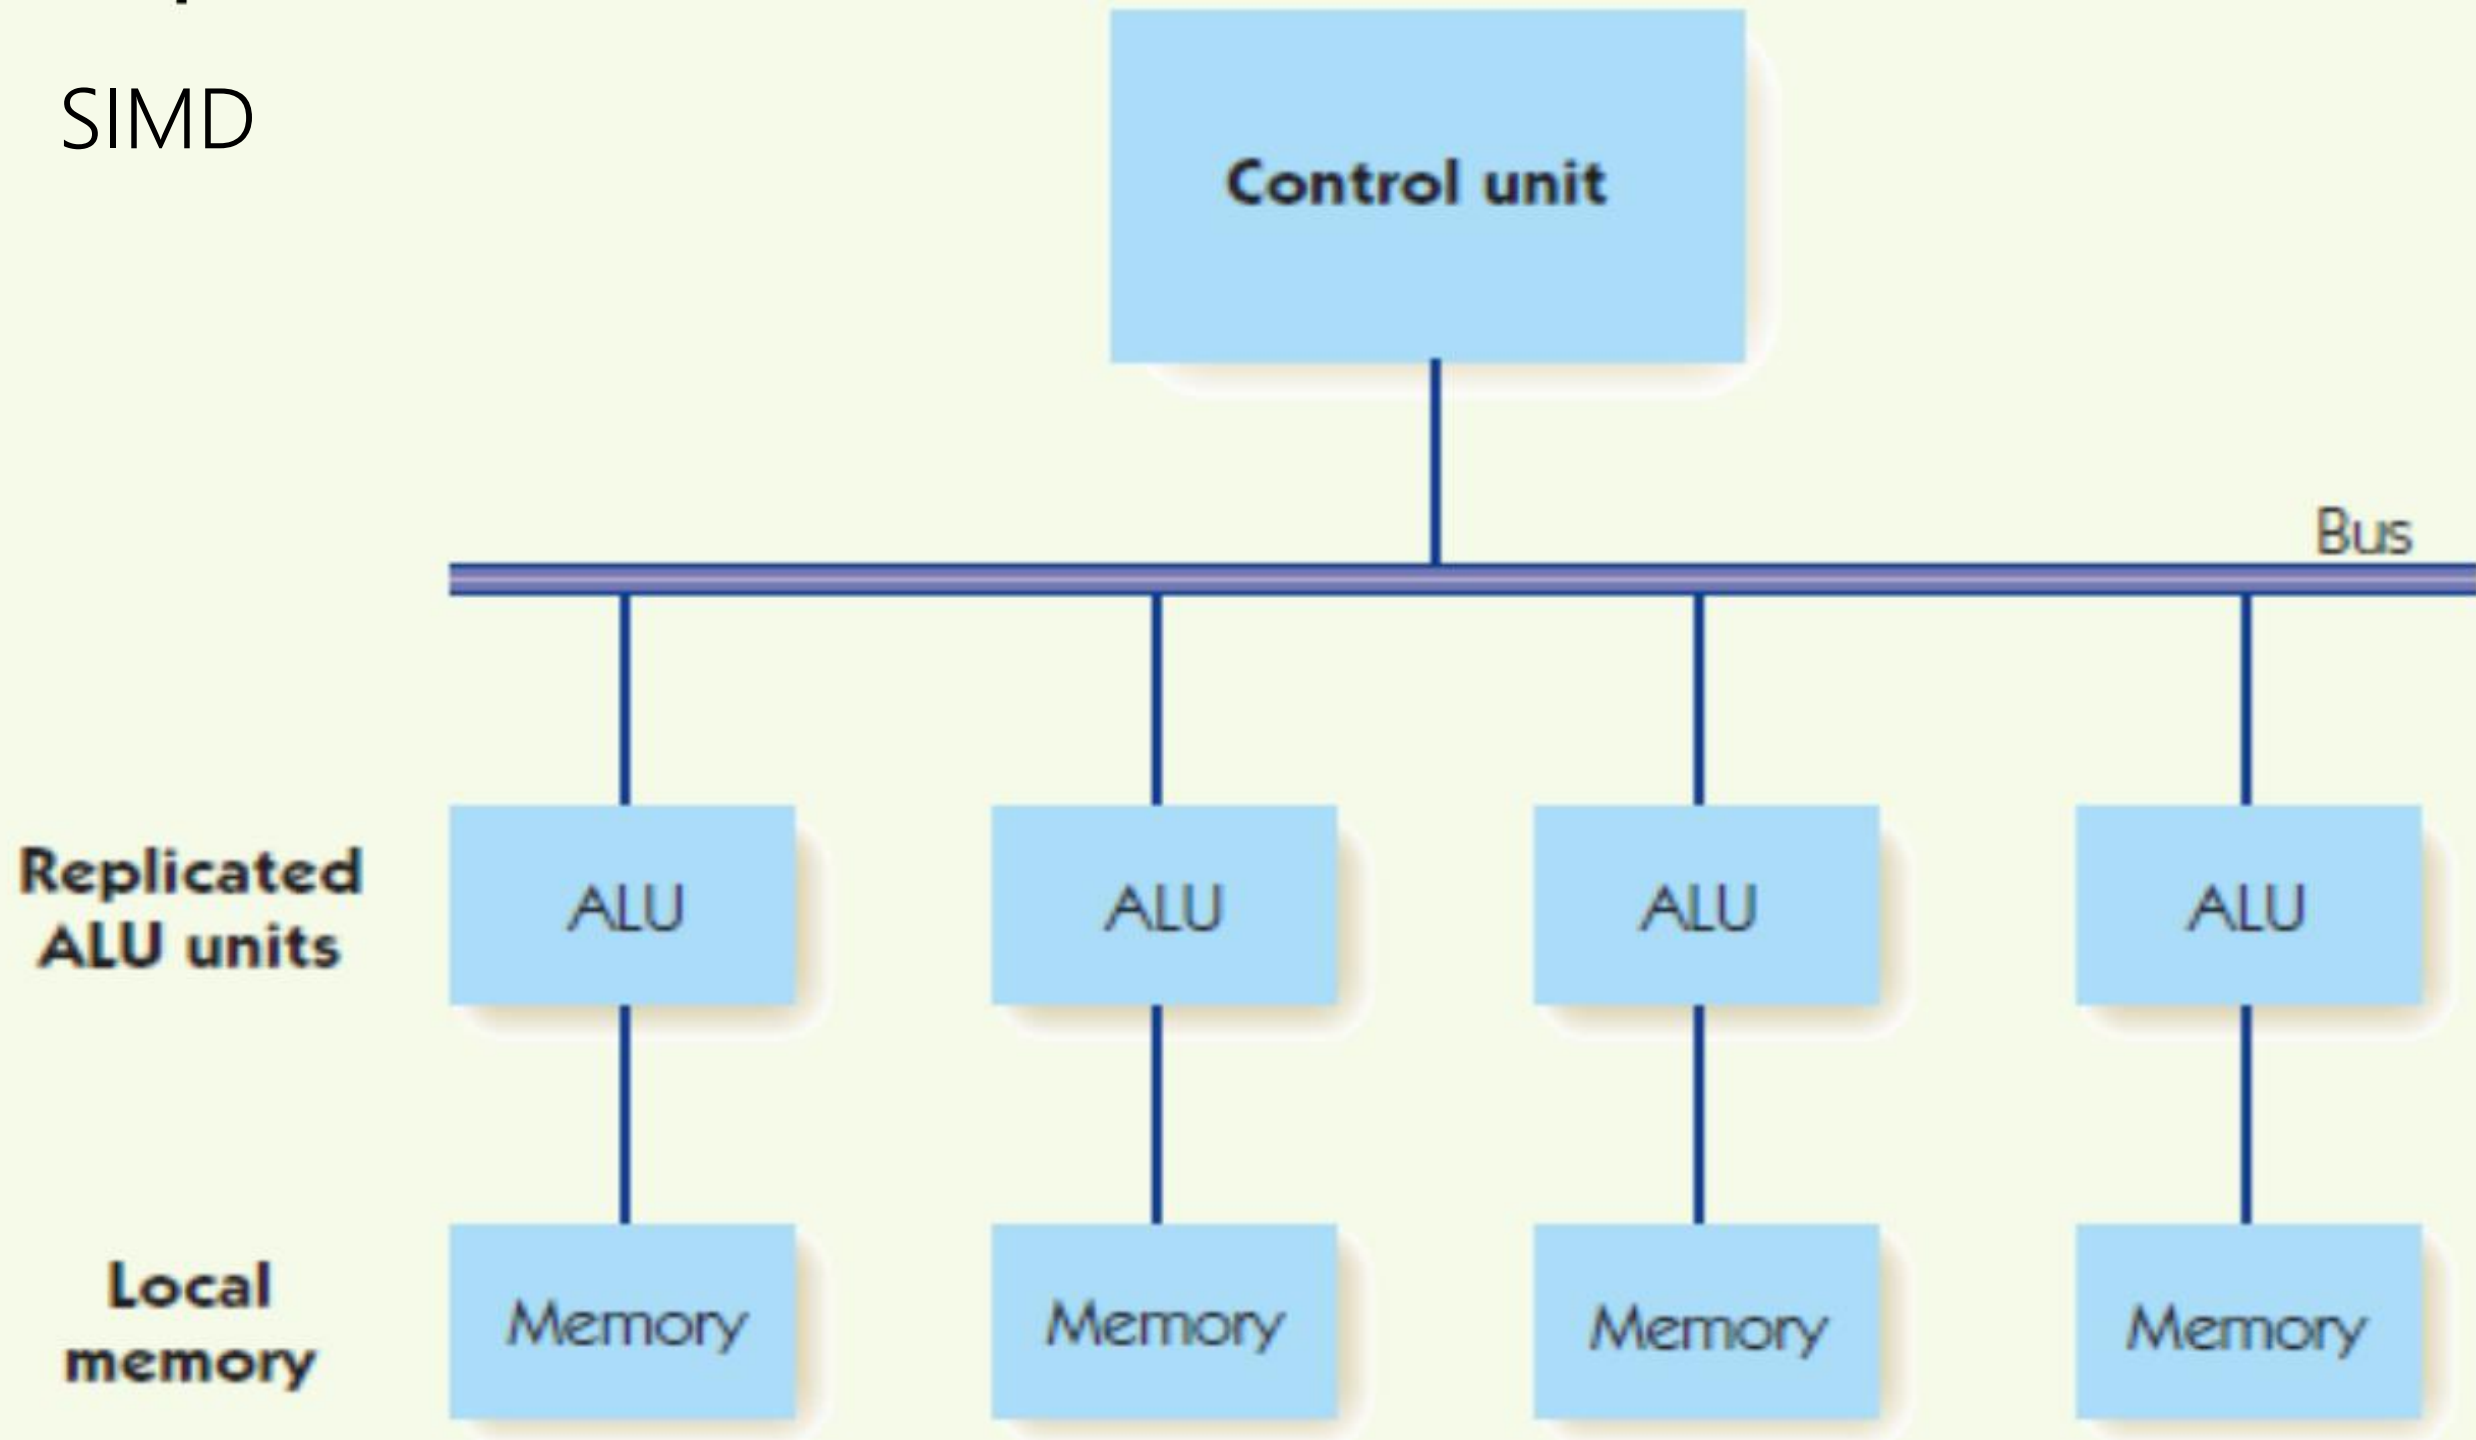 SIMD
Control unit
Bus
Replicated
ALU units
ALU
ALU
ALU
ALU
Local
memory
Memory
Memory
Memory
Memory